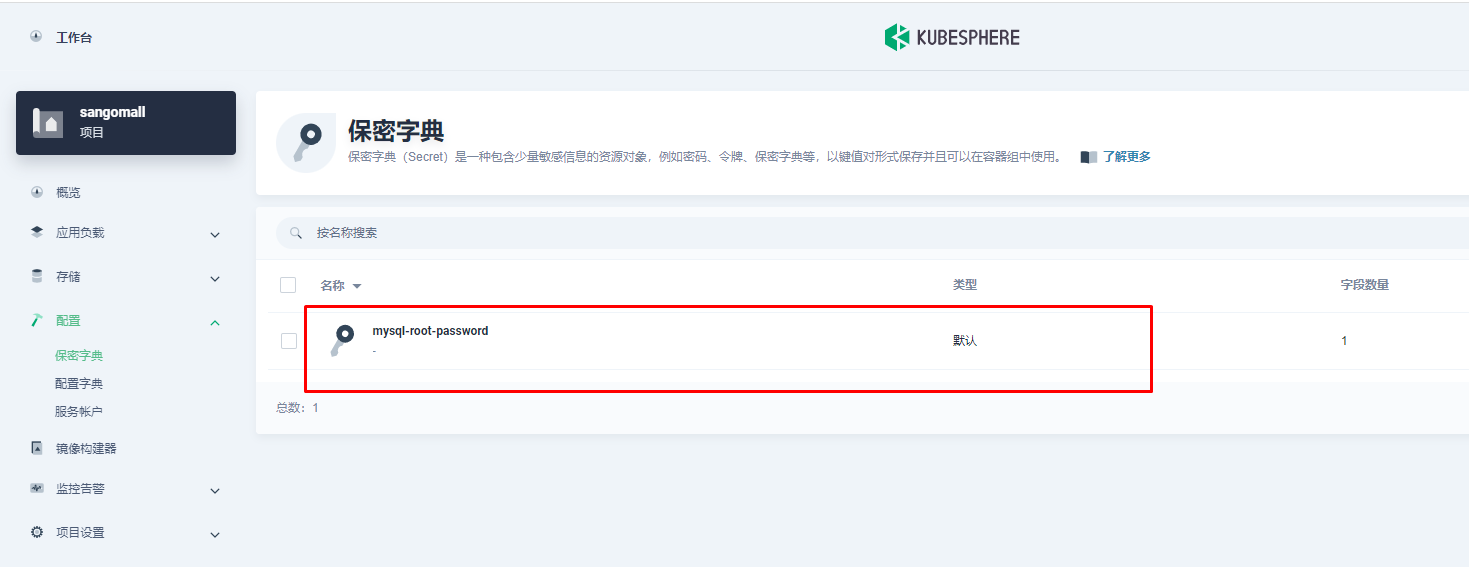 工作台
KUBESPHERE
sangomall
项目
概览
应用负载
存储
配置
保密字典
配置字典
服务帐户
镜像构建器
监控告警
项目设置
保密字典
保密字典（Secret）是一种包含少量敏感信息的资源对象，例如密码、令牌、保密字典等，以键值对形式保存并且可以在容器组中使用。 了解更多
按名称搜索
名称 类型 字段数量
mysql-root-password 默认 1
-
总数：1